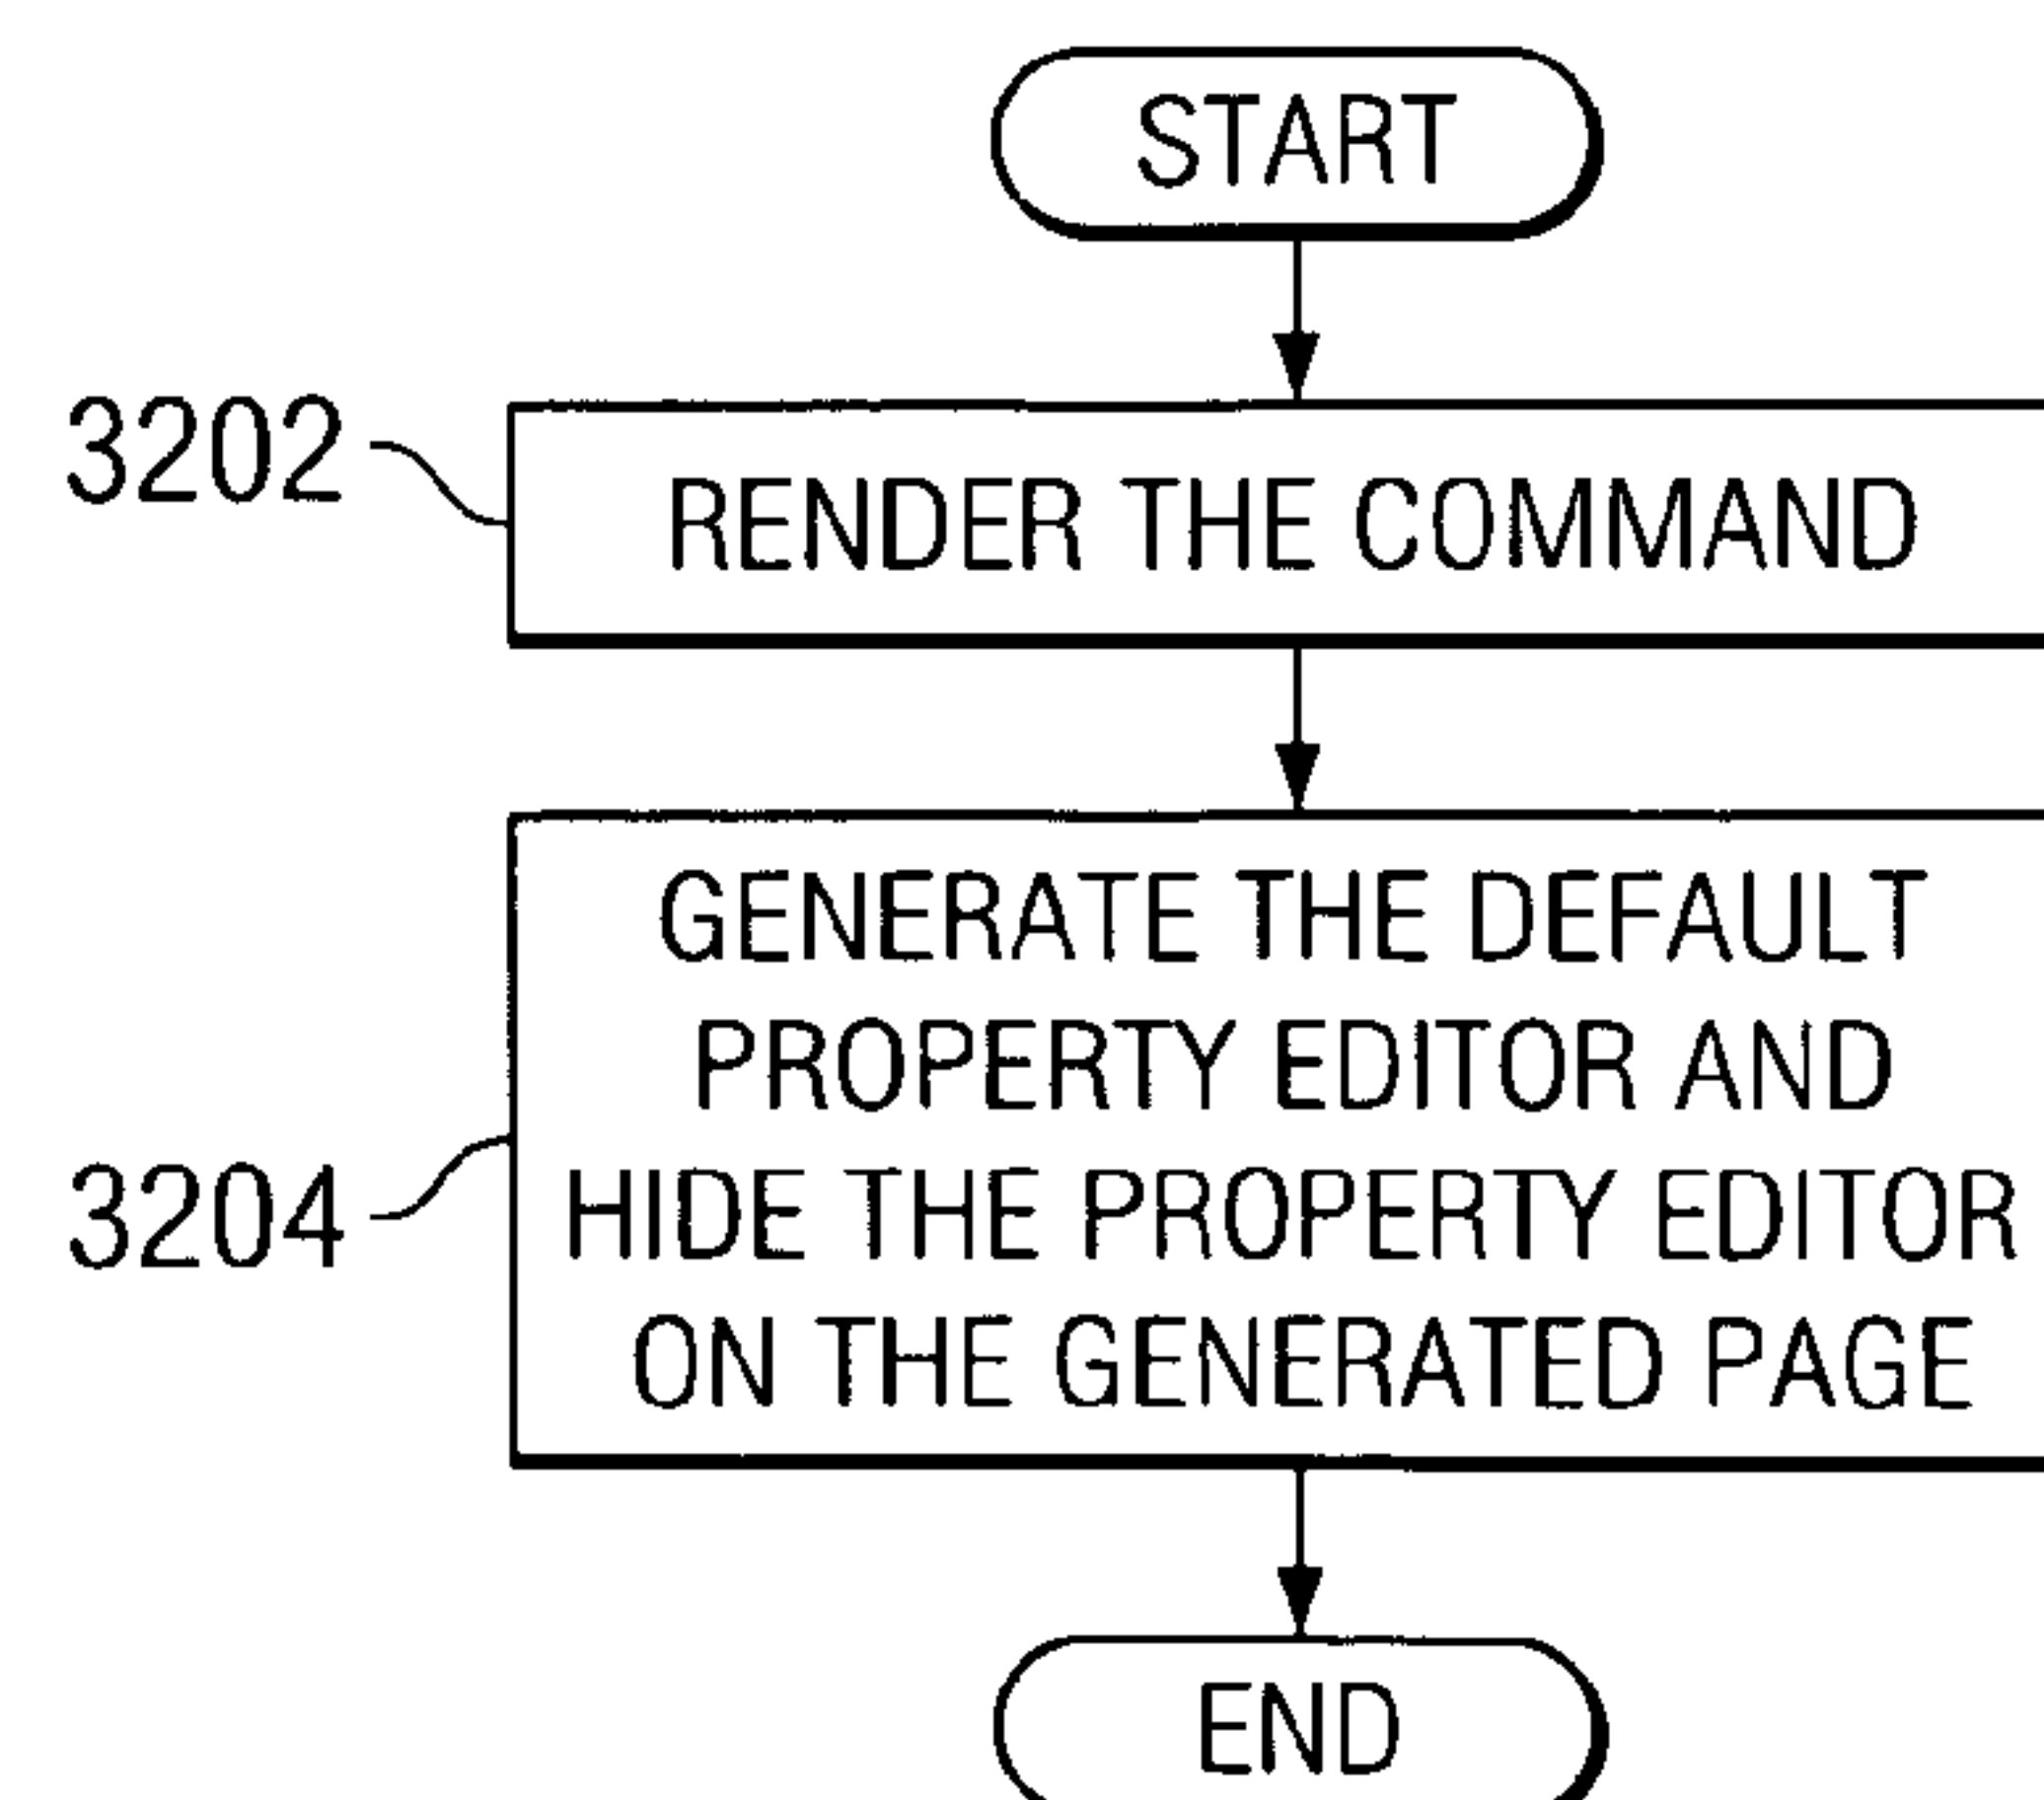 START
3202
RENDER THE COMMAND
GENERATE THE DEFAULT
PROPERTY EDITOR AND
3204
HIDE THE PROPERTY EDITOR
ON THE GENERATED PAGE
END